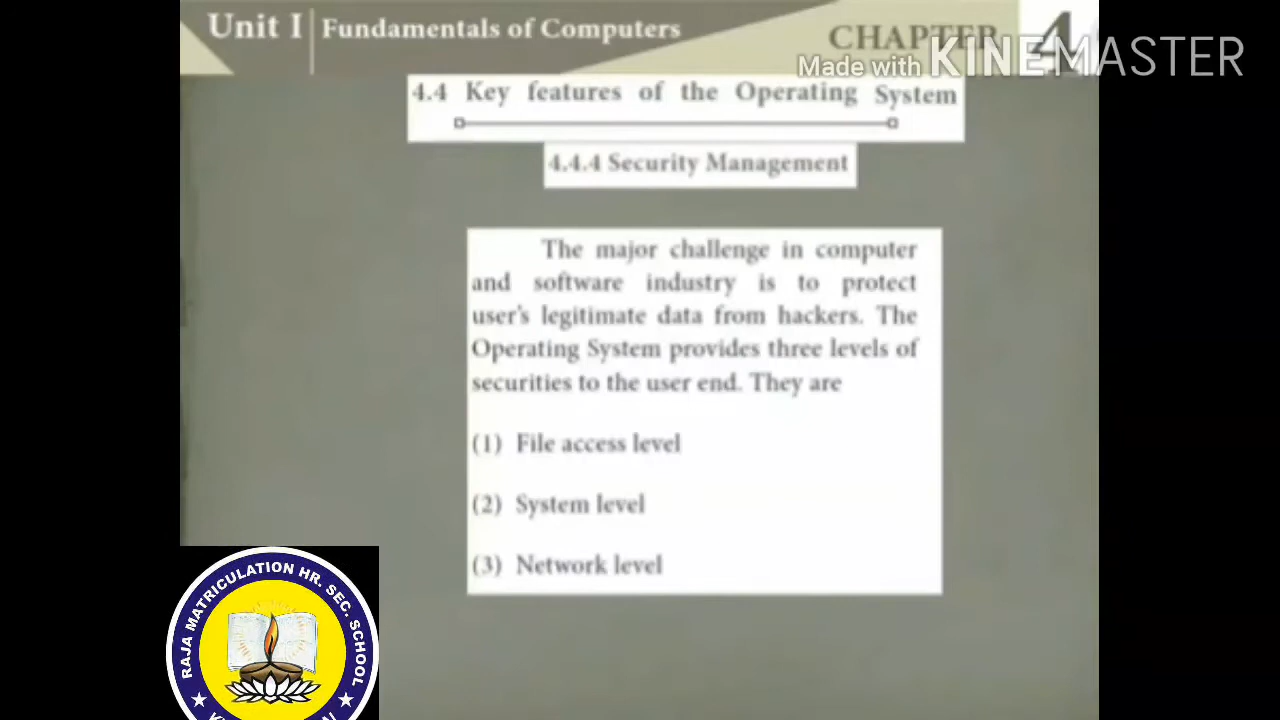 Unit I Fundamentals of Computers
CHAPTER 4
Made with KINEMASTER
4.4 Key features of the Operating System
4.4.4 Security Management
The major challenge in computer
and software industry is to protect
user's legitimate data from hackers. The
Operating System provides three levels of
securities to the user end. They are
(1) File access level
(2) System level
(3) Network level
RAJA MATRICULATION HR. SEC. SCHOOL